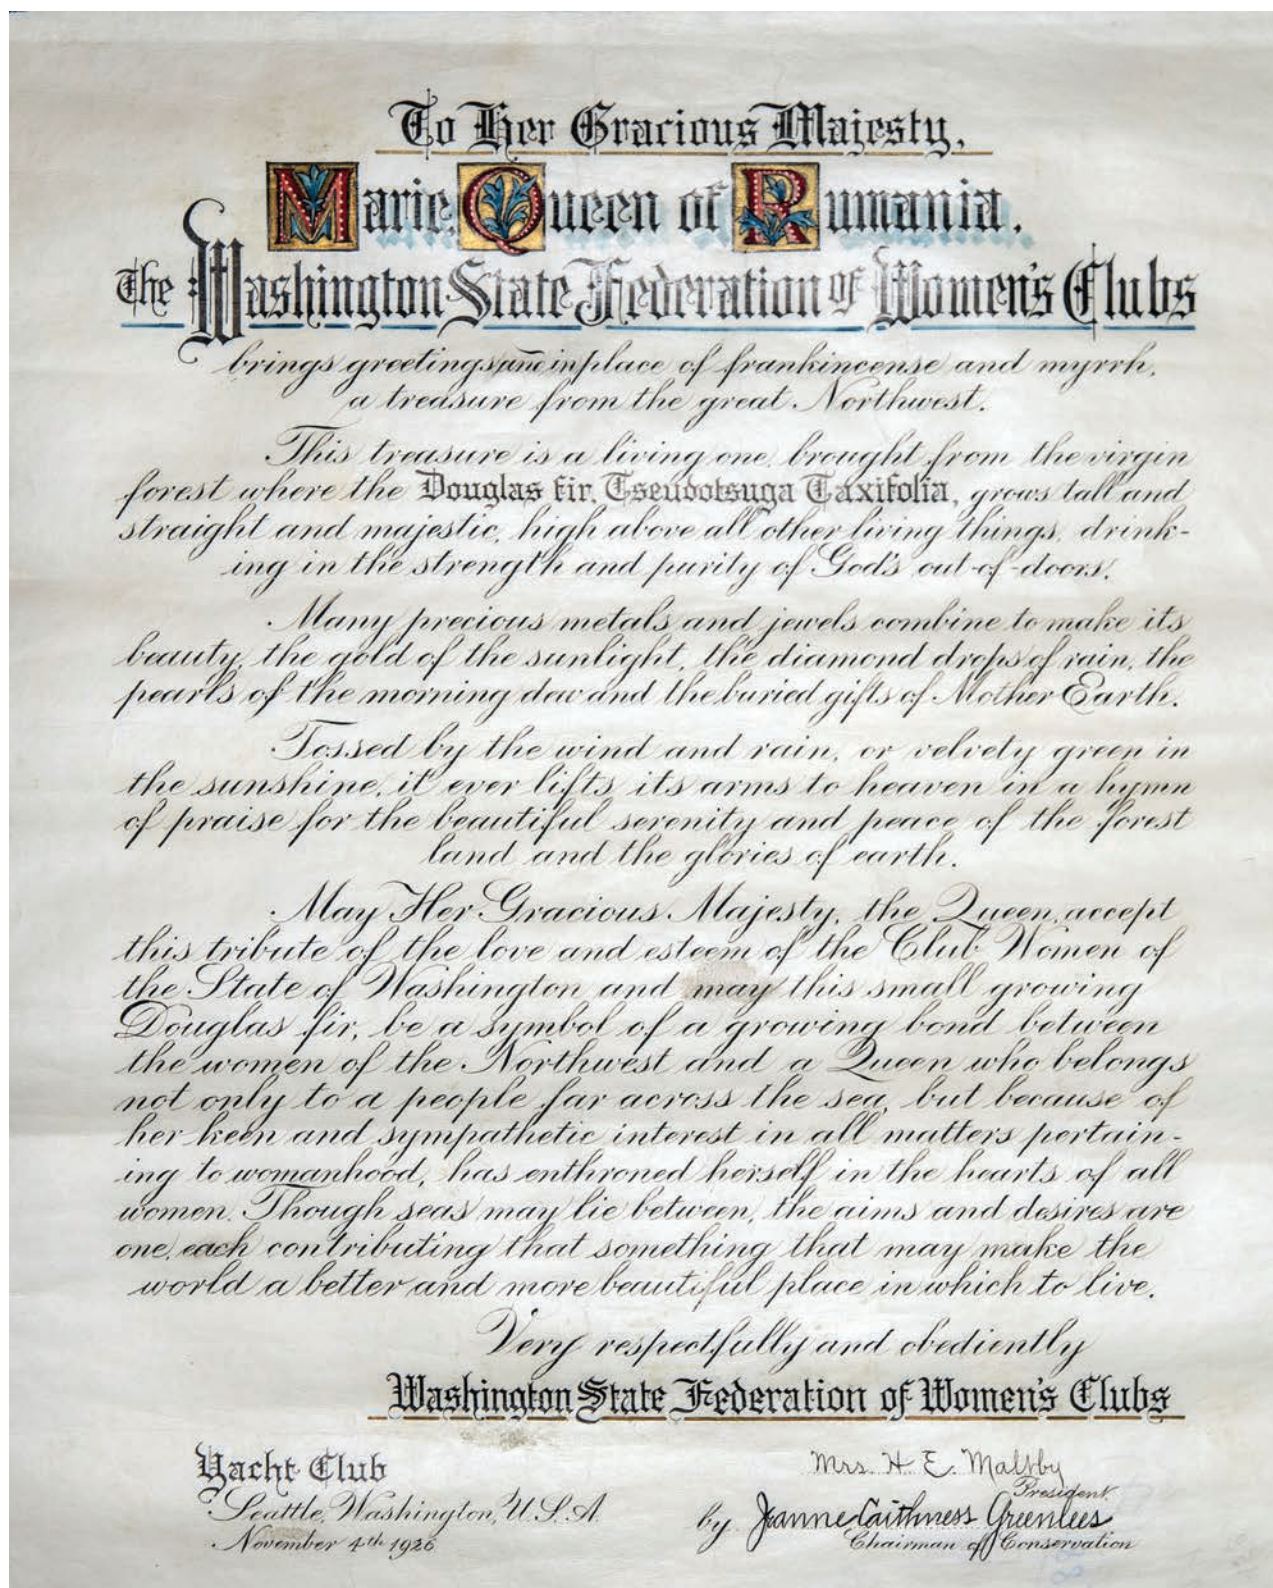 To Her Gracious Majesty,
Marie, Queen of Rumania.
The Washington State Federation of Women's Clubs
brings greetings and in place of frankincense and myrrh,
a treasure from the great Northwest.
This treasure is a living one, brought from the virgin
forest where the Douglas fir, Tseudotsuga Taxifolia, grows tall and
straight and majestic, high above all other living things, drink-
ing in the strength and purity of God's out-of-doors.
Many precious metals and jewels combine to make its
beauty, the gold of the sunlight, the diamond drops of rain, the
pearls of the morning dew and the buried gifts of Mother Earth.
Tossed by the wind and rain, or velvety green in
the sunshine, it ever lifts its arms to heaven in a hymn
of praise for the beautiful serenity and peace of the forest
land and the glories of earth.
May Her Gracious Majesty, the Queen, accept
this tribute of the love and esteem of the Club Women of
the State of Washington and may this small growing
Douglas fir, be a symbol of a growing bond between
the women of the Northwest and a Queen who belongs
not only to a people far across the sea, but because of
her keen and sympathetic interest in all matters pertain-
ing to womanhood, has enthroned herself in the hearts of all
women. Though seas may lie between, the aims and desires are
one, each contributing that something that may make the
world a better and more beautiful place in which to live.
Very respectfully and obediently
Washington State Federation of Women's Clubs
Yacht Club
Seattle, Washington, U.S.A.
November 4th 1926
Mrs. H. E. Maltby
President
by Jeanne Caithness Greenlees
Chairman of Conservation